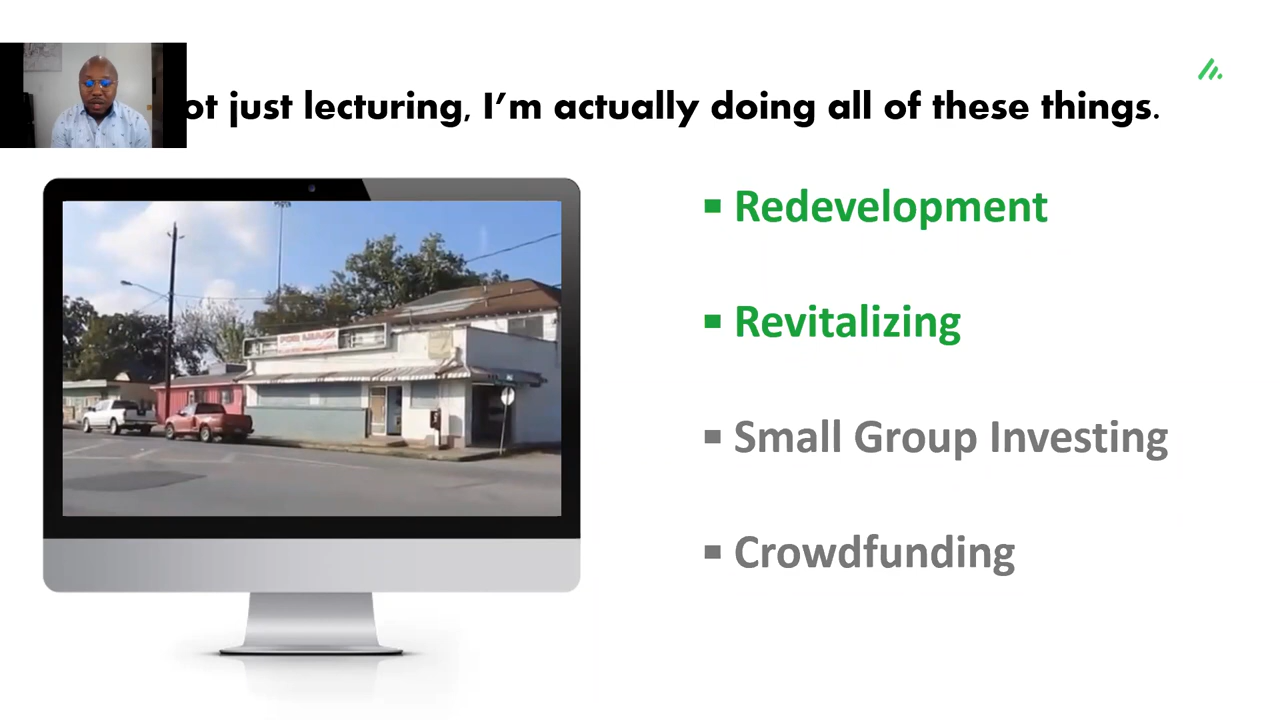 ot just lecturing, I’m actually doing all of these things.
▪ Redevelopment
▪ Revitalizing
▪ Small Group Investing
▪ Crowdfunding